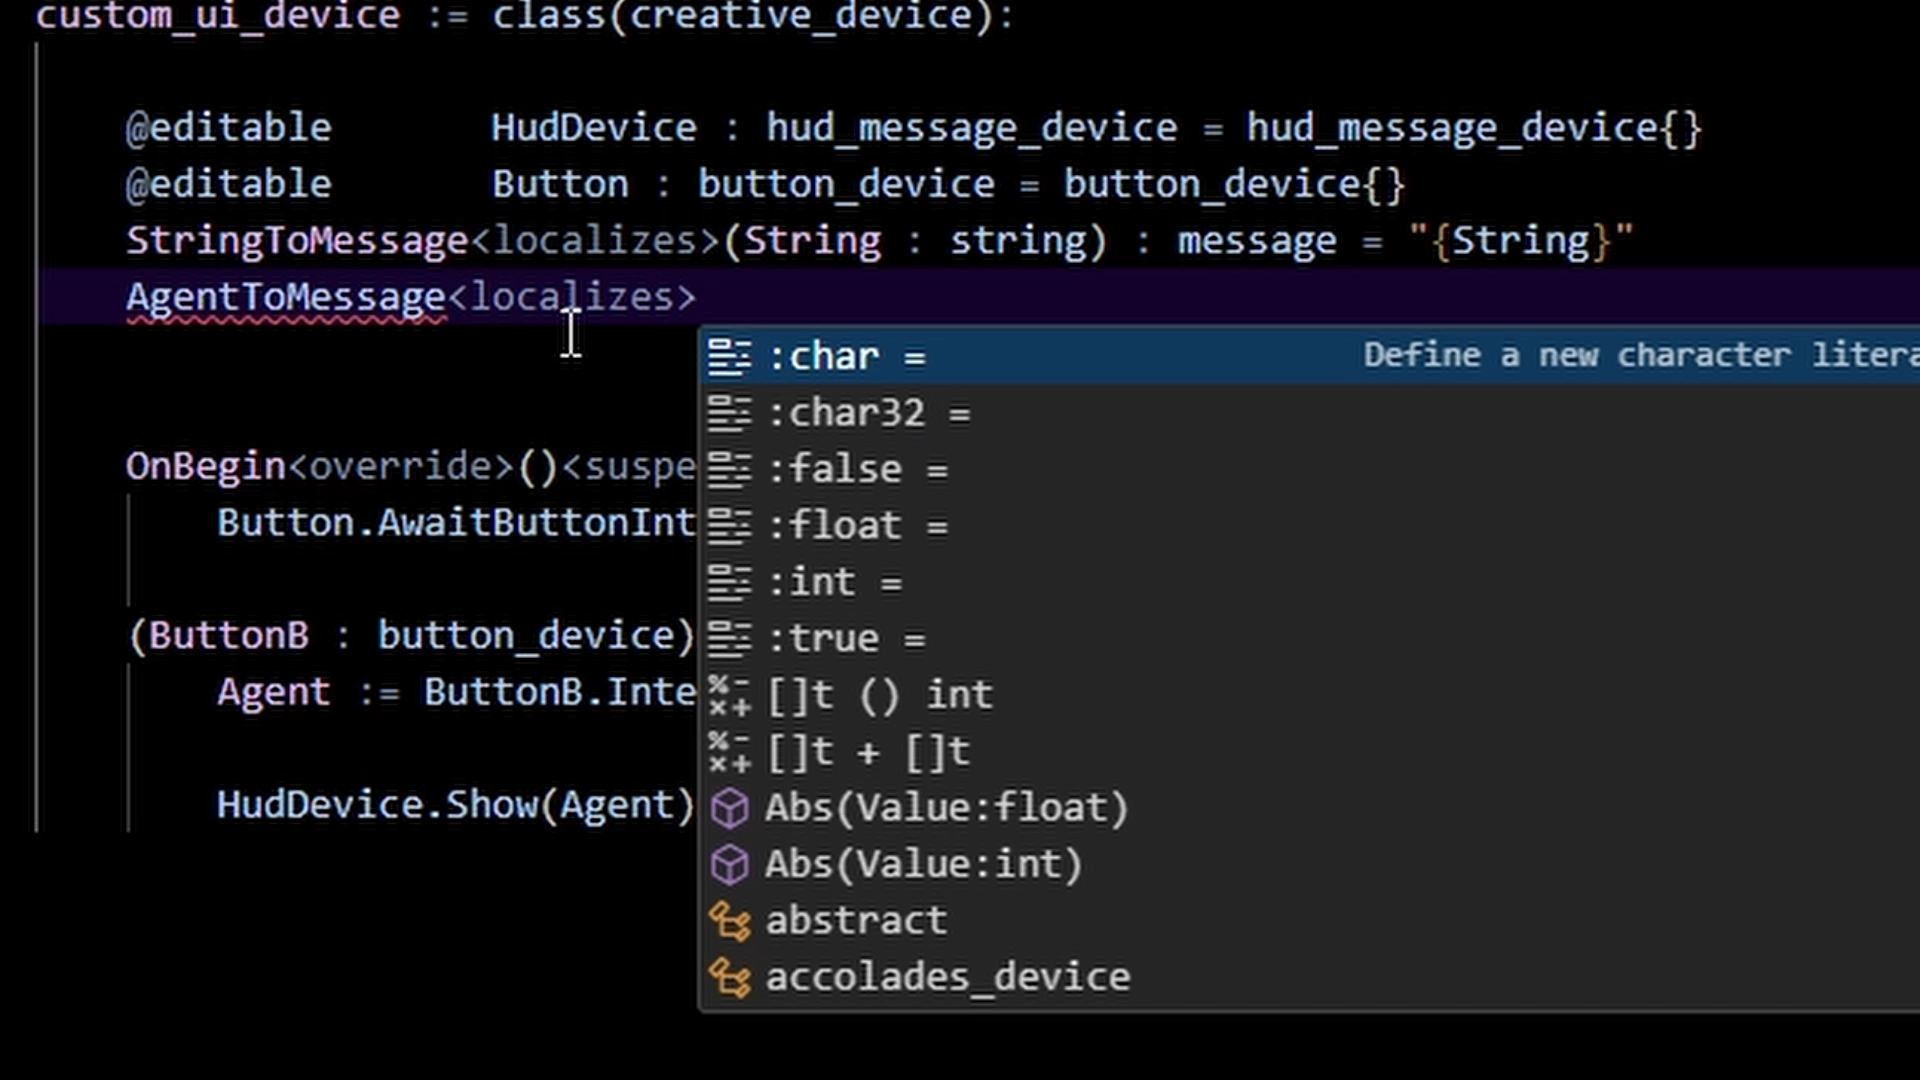 custom_ui_device := class(creative_device):
@editable HudDevice : hud_message_device = hud_message_device{}
@editable Button : button_device = button_device{}
StringToMessage<localizes>(String : string) : message = "{String}"
AgentToMessage<localizes>
:char = Define a new character litera
:char32 =
OnBegin<override>()<suspe
:false =
Button.AwaitButtonInt
:float =
:int =
(ButtonB : button_device)
:true =
Agent := ButtonB.Inte
[]t () int
[]t + []t
HudDevice.Show(Agent)
Abs(Value:float)
Abs(Value:int)
abstract
accolades_device